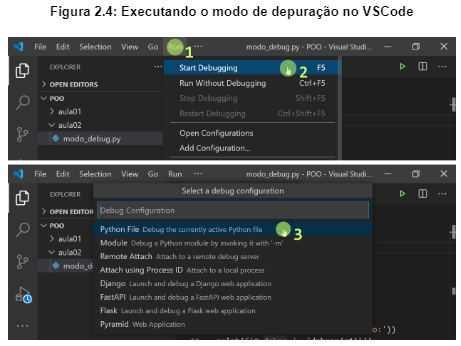 Figura 2.4: Executando o modo de depuração no VSCode
File Edit Selection View Go Run ··· modo_debug.py - POO - Visual Studi...
1
EXPLORER ···
Start Debugging F5
2
OPEN EDITORS
Run Without Debugging Ctrl+F5
POO
Stop Debugging Shift+F5
aula01
Restart Debugging Ctrl+Shift+F5
aula02
modo_debug.py
Open Configurations
Add Configuration...
File Edit Selection View Go Run ··· modo_debug.py - POO - Visual Studi...
EXPLORER
Select a debug configuration
OPEN EDITOR
Debug Configuration
POO
Python File Debug the currently active Python file
3
aula01
Module Debug a Python module by invoking it with '-m'
aula02
Remote Attach Attach to a remote debug server
modo_d
Attach using Process ID Attach to a local process
Django Launch and debug a Django web application
FastAPI Launch and debug a FastAPI web application
Flask Launch and debug a Flask web application
Pyramid Web Application
o:'))